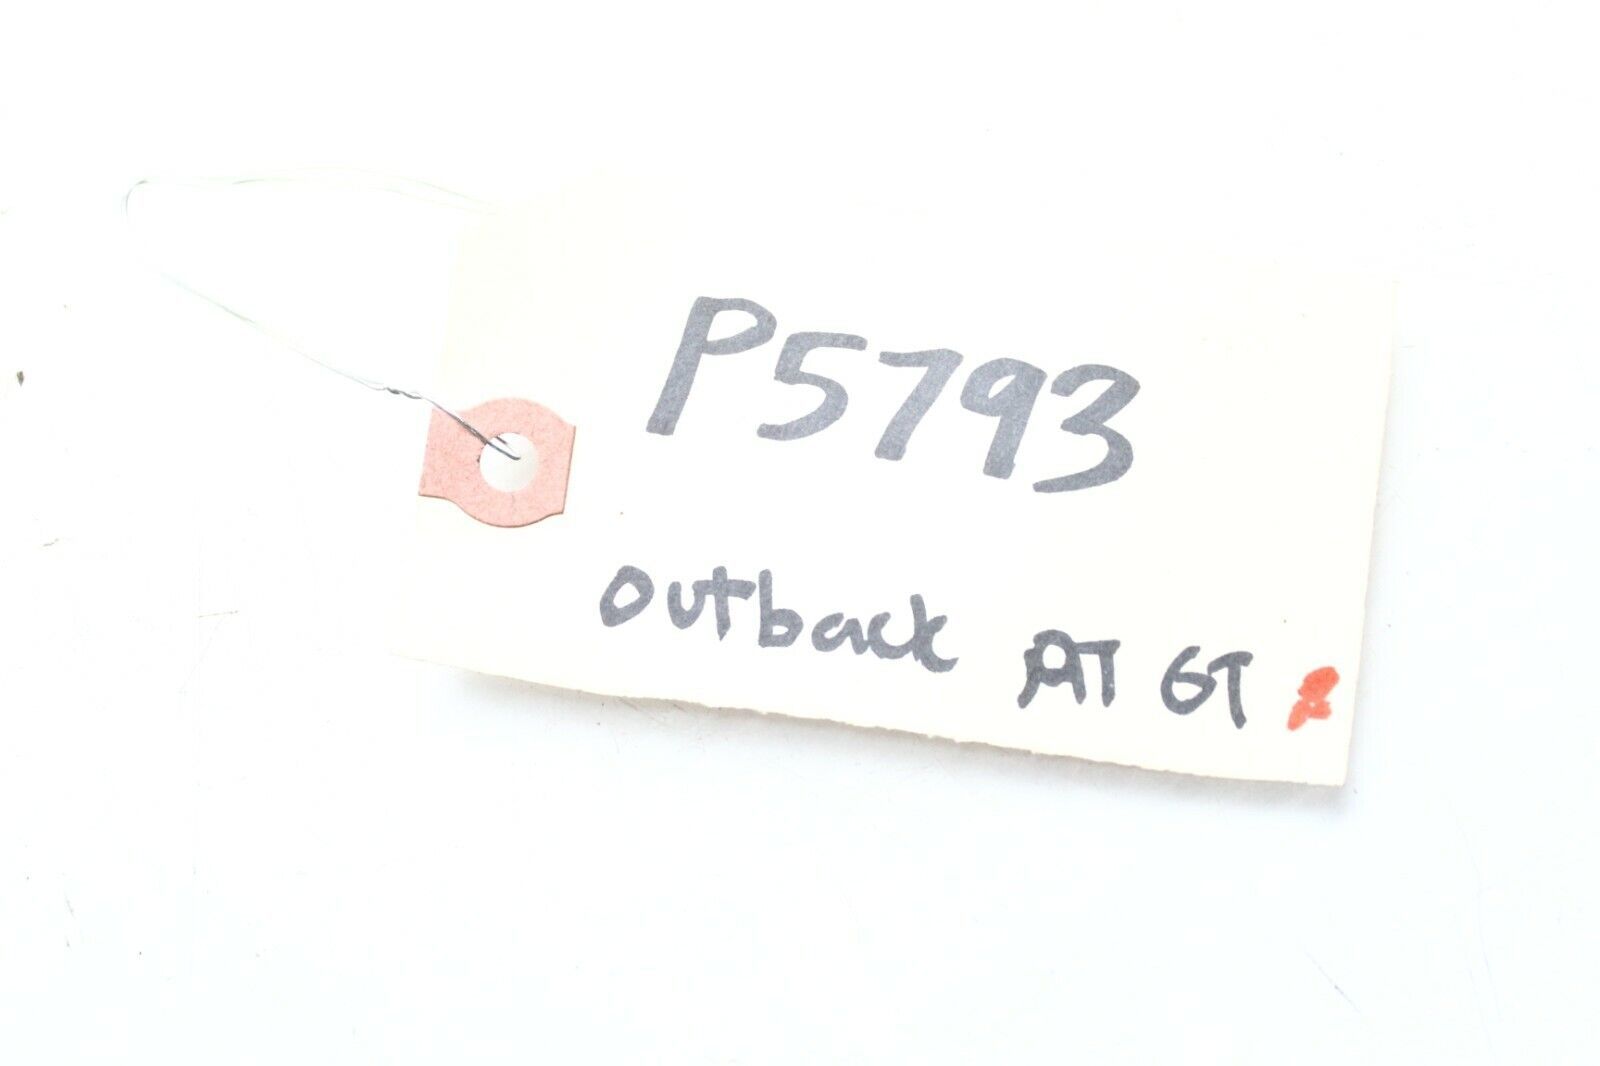 P5793
outback AT GT